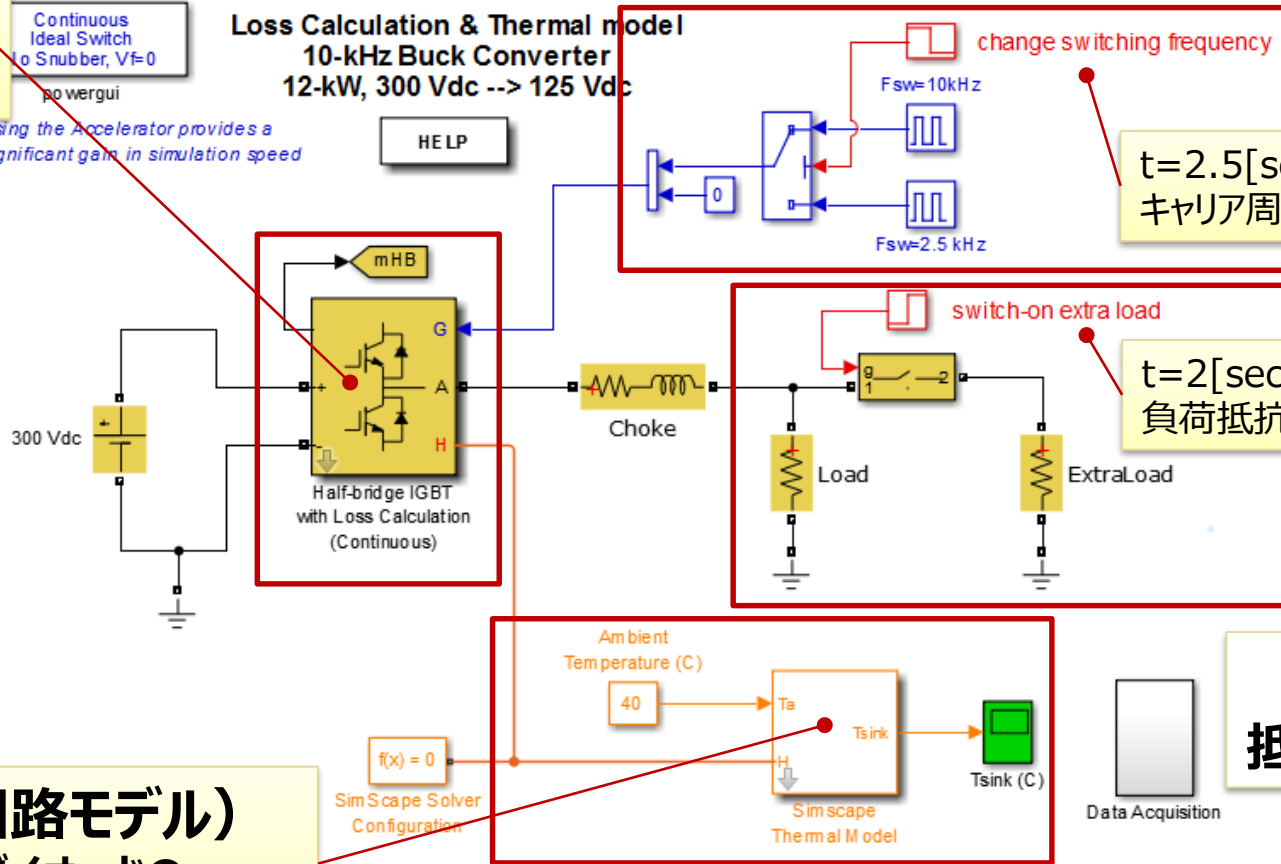 Continuous
Ideal Switch
o Snubber, Vf=0
powergui
sing the Accelerator provides a
gnificant gain in simulation speed
Loss Calculation & Thermal model
10-kHz Buck Converter
12-kW, 300 Vdc --> 125 Vdc
HELP
change switching frequency
Fsw=10kHz
0
Fsw=2.5 kHz
t=2.5[se
キャリア周
mHB
G
+
A
-
H
300 Vdc
Half-bridge IGBT
with Loss Calculation
(Continuous)
Choke
switch-on extra load
g
1
2
t=2[sec
負荷抵抗
Load
ExtraLoad
Ambient
Temperature (C)
40
Ta
Tsink
H
f(x) = 0
SimScape Solver
Configuration
Simscape
Thermal Model
Tsink (C)
Data Acquisition
路モデル）